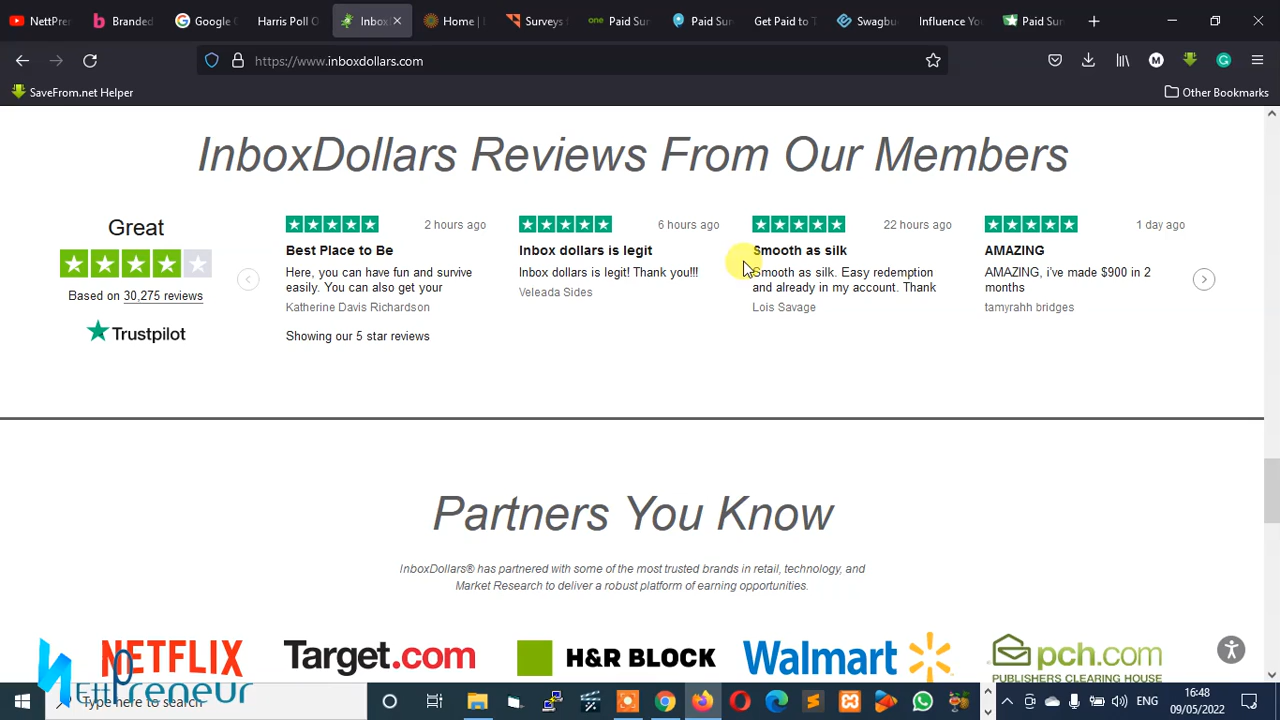 NettPre
Branded
Google
Harris Poll O
Inbox
Home |
Surveys
one Paid Sur
Paid Sur
Get Paid to T
Swagbu
Influence Yo
Paid Sur
https://www.inboxdollars.com
SaveFrom.net Helper
Other Bookmarks
InboxDollars Reviews From Our Members
Great
Based on 30,275 reviews
Trustpilot
2 hours ago
Best Place to Be
Here, you can have fun and survive
easily. You can also get your
Katherine Davis Richardson
Showing our 5 star reviews
6 hours ago
Inbox dollars is legit
Inbox dollars is legit! Thank you!!!
Veleada Sides
22 hours ago
Smooth as silk
Smooth as silk. Easy redemption
and already in my account. Thank
Lois Savage
1 day ago
AMAZING
AMAZING, i've made $900 in 2
months
tamyrahh bridges
Partners You Know
InboxDollars® has partnered with some of the most trusted brands in retail, technology, and
Market Research to deliver a robust platform of earning opportunities.
NETFLIX
Target.com
H&R BLOCK
Walmart
pch.com
PUBLISHERS CLEARING HOUSE
Type here to search
ENG
16:48
09/05/2022